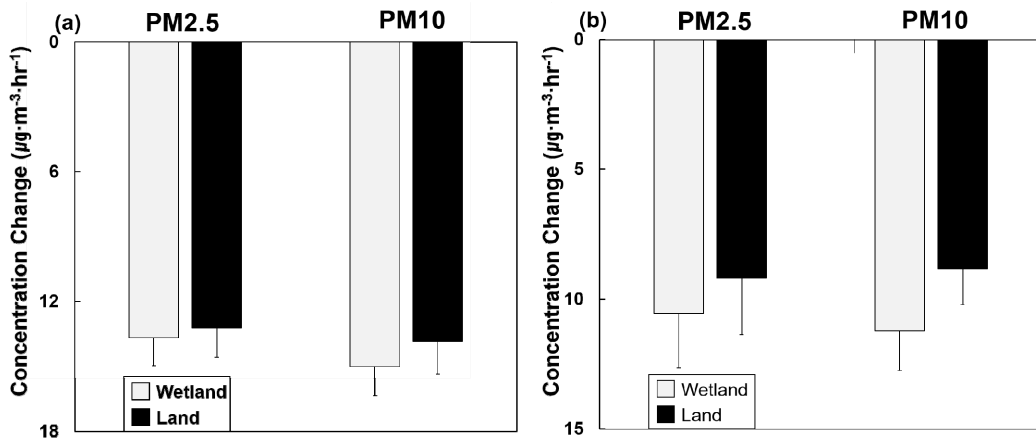 (a)
PM2.5
PM10
Concentration Change (µg·m-³·hr-¹)
0
6
12
18
Wetland
Land
(b)
PM2.5
PM10
Concentration Change (µg·m-³·hr-¹)
0
5
10
15
Wetland
Land